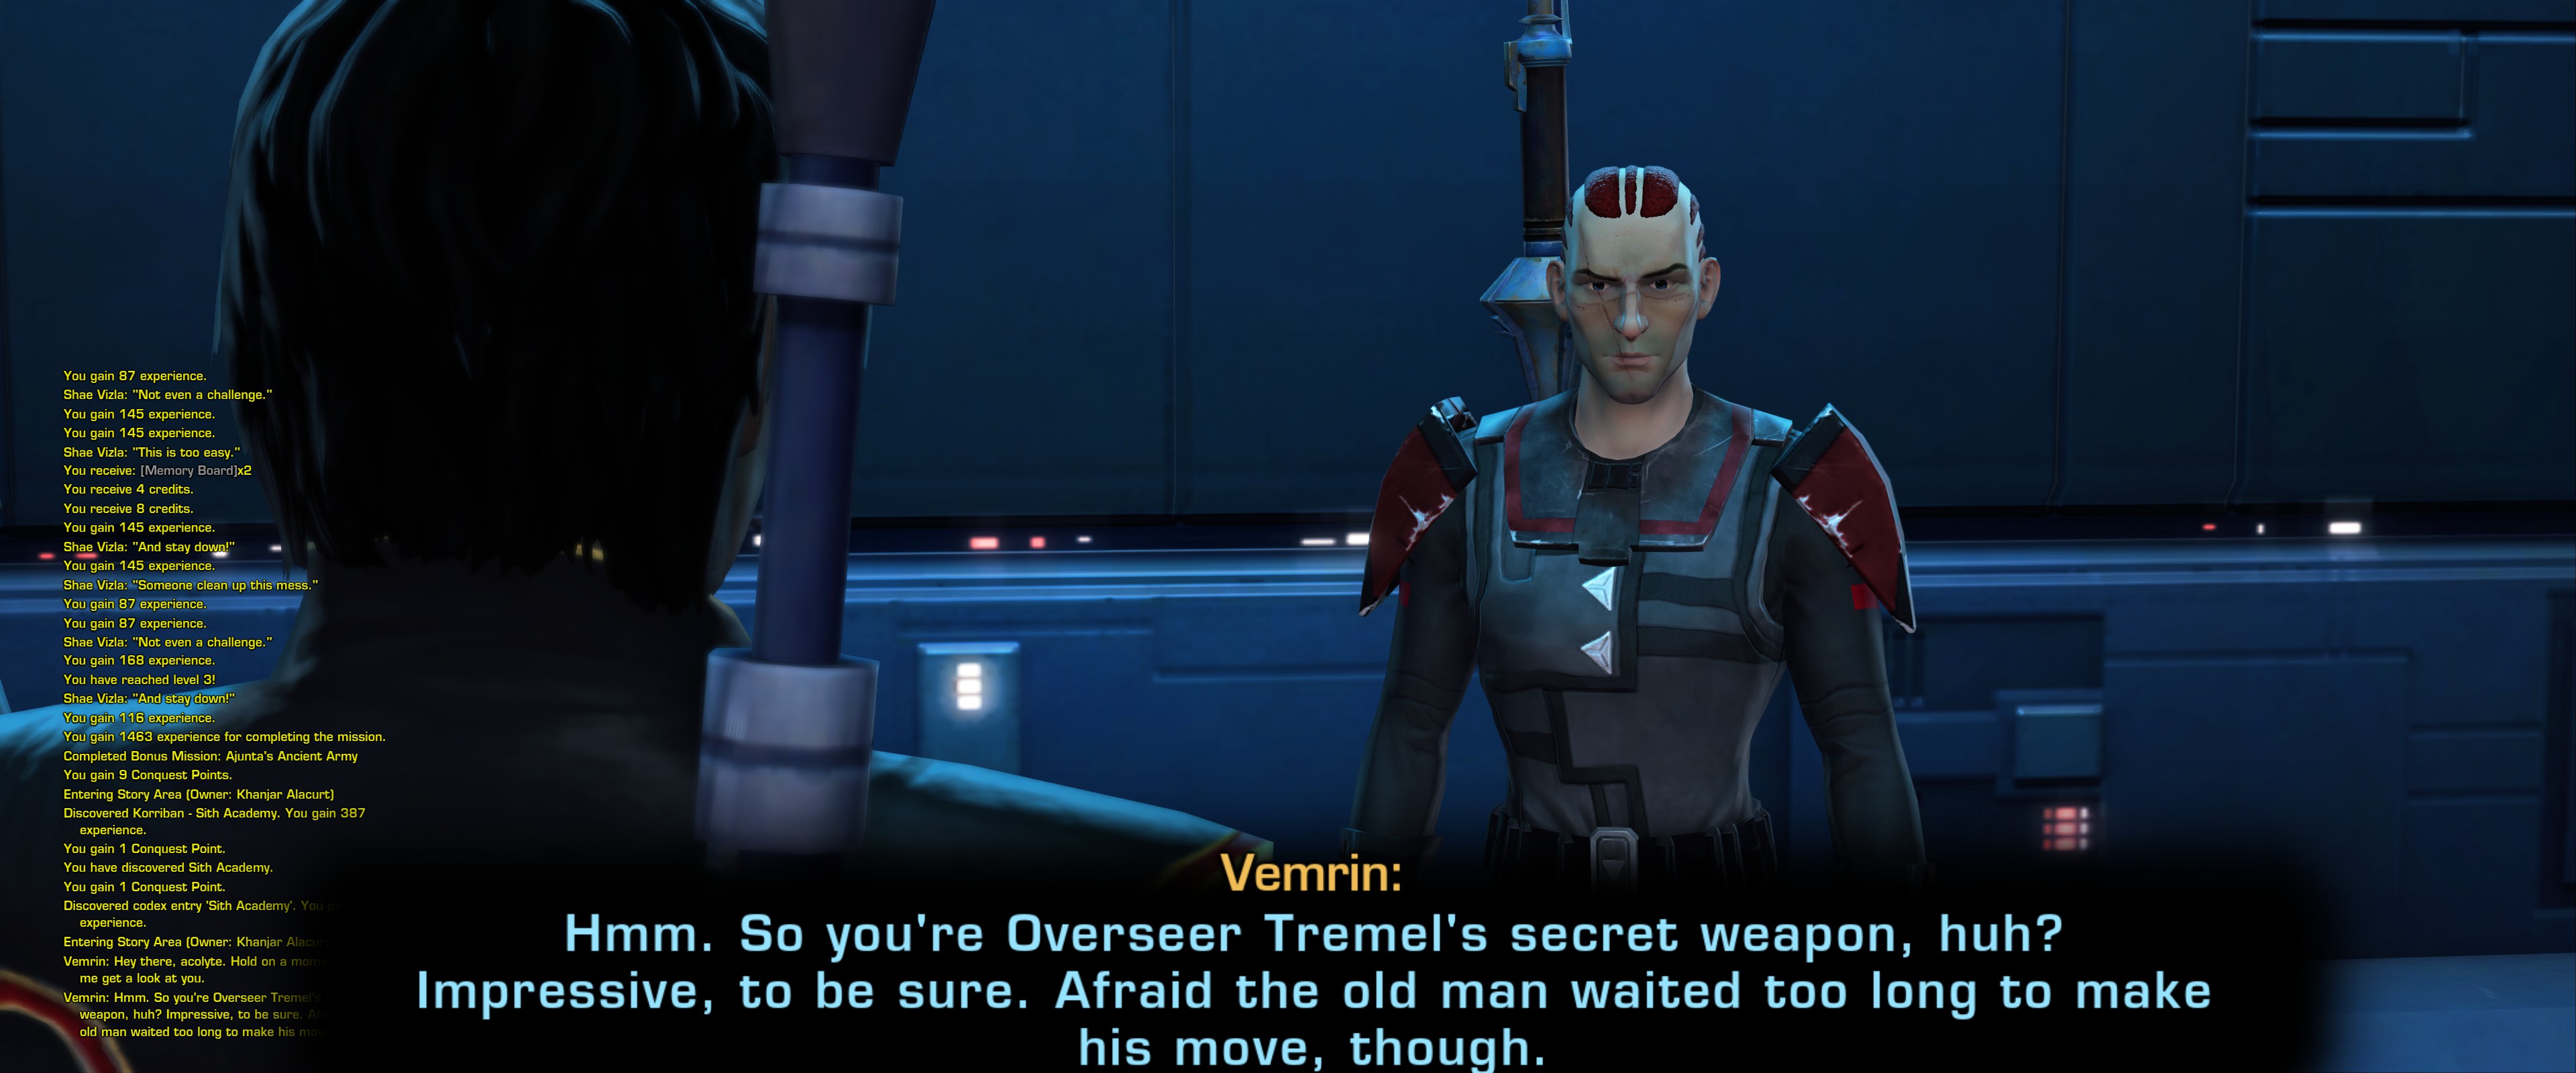 You gain 87 experience.
Shae Vizla: "Not even a challenge."
You gain 145 experience.
You gain 145 experience.
Shae Vizla: "This is too easy."
You receive: [Memory Board]x2
You receive 4 credits.
You receive 8 credits.
You gain 145 experience.
Shae Vizla: "And stay down!"
You gain 145 experience.
Shae Vizla: "Someone clean up this mess."
You gain 87 experience.
You gain 87 experience.
Shae Vizla: "Not even a challenge."
You gain 168 experience.
You have reached level 3!
Shae Vizla: "And stay down!"
You gain 116 experience.
You gain 1463 experience for completing the mission.
Completed Bonus Mission: Ajunta's Ancient Army
You gain 9 Conquest Points.
Entering Story Area (Owner: Khanjar Alacurt)
Discovered Korriban - Sith Academy. You gain 387
experience.
You gain 1 Conquest Point.
You have discovered Sith Academy.
You gain 1 Conquest Point.
Discovered codex entry 'Sith Academy'. You
experience.
Entering Story Area (Owner: Khanjar Alacurt
Vemrin: Hey there, acolyte. Hold on a
me get a look at you.
Vemrin: Hmm. So you're Overseer Tremel's
weapon, huh? Impressive, to be sure.
old man waited too long to make his
Vemrin:
Hmm. So you're Overseer Tremel's secret weapon, huh?
Impressive, to be sure. Afraid the old man waited too long to make
his move, though.